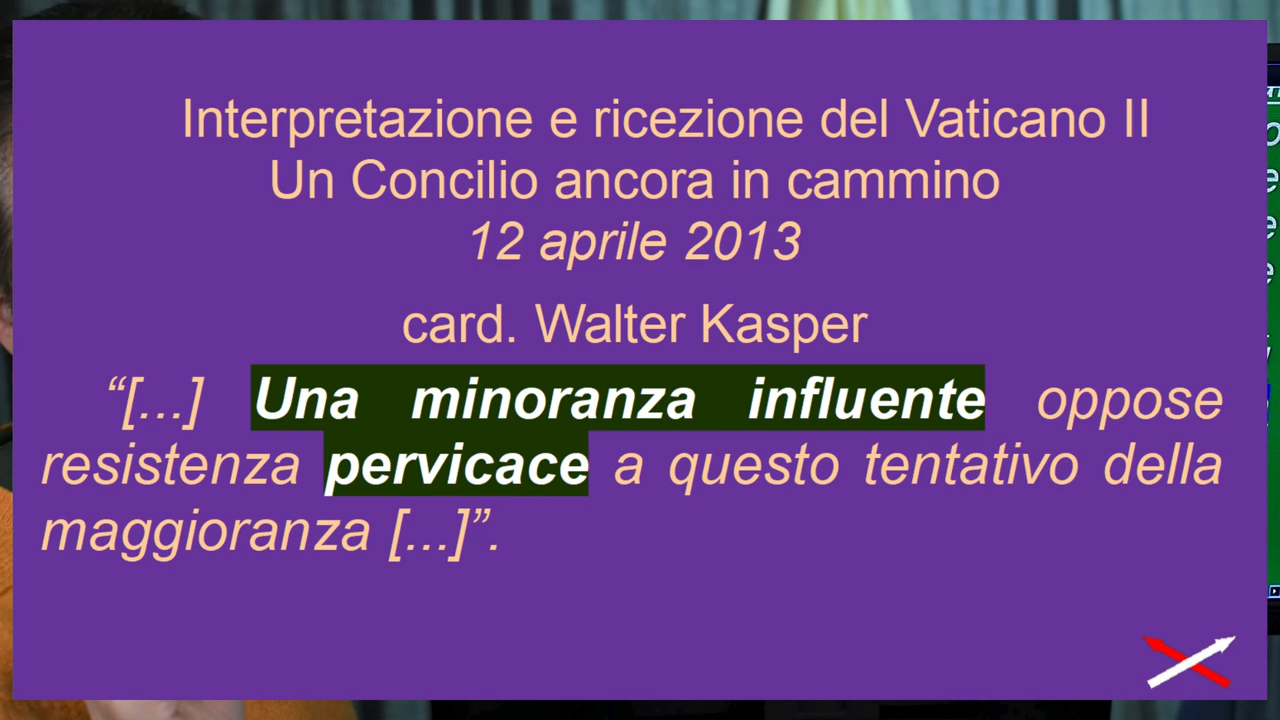 Interpretazione e ricezione del Vaticano II
Un Concilio ancora in cammino
12 aprile 2013
card. Walter Kasper
“[...] Una minoranza influente oppose
resistenza pervicace a questo tentativo della
maggioranza [...]”.